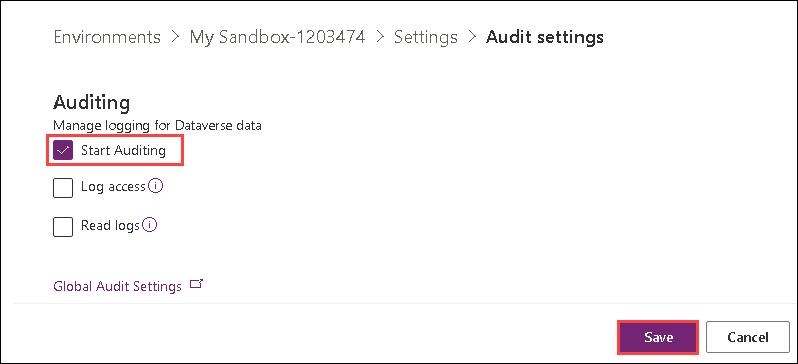 Environments > My Sandbox-1203474 > Settings > Audit settings
Auditing
Manage logging for Dataverse data
Start Auditing
Log access
Read logs
Global Audit Settings
Save Cancel